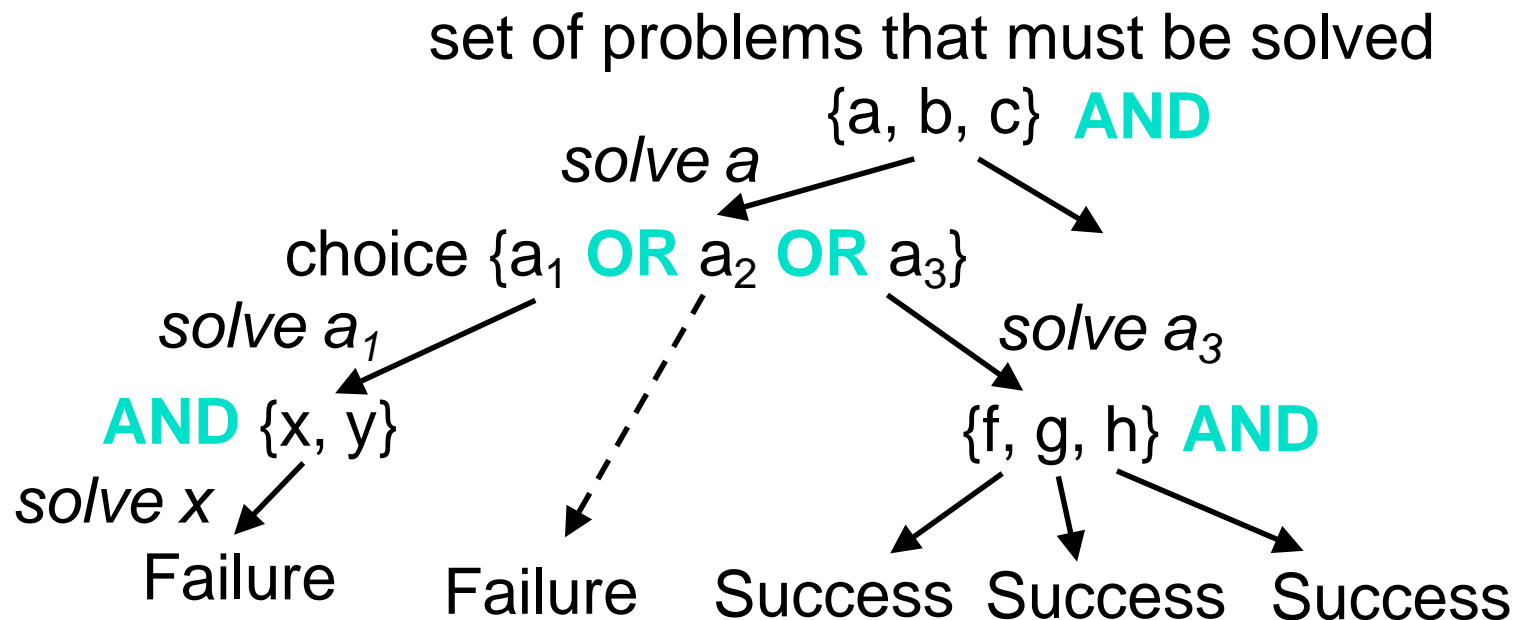 set of problems that must be solved
{a, b, c} AND
solve a
choice {a₁ OR a₂ OR a₃}
solve a₁
solve a₃
AND {x, y}
{f, g, h} AND
solve x
Failure
Failure
Success
Success
Success